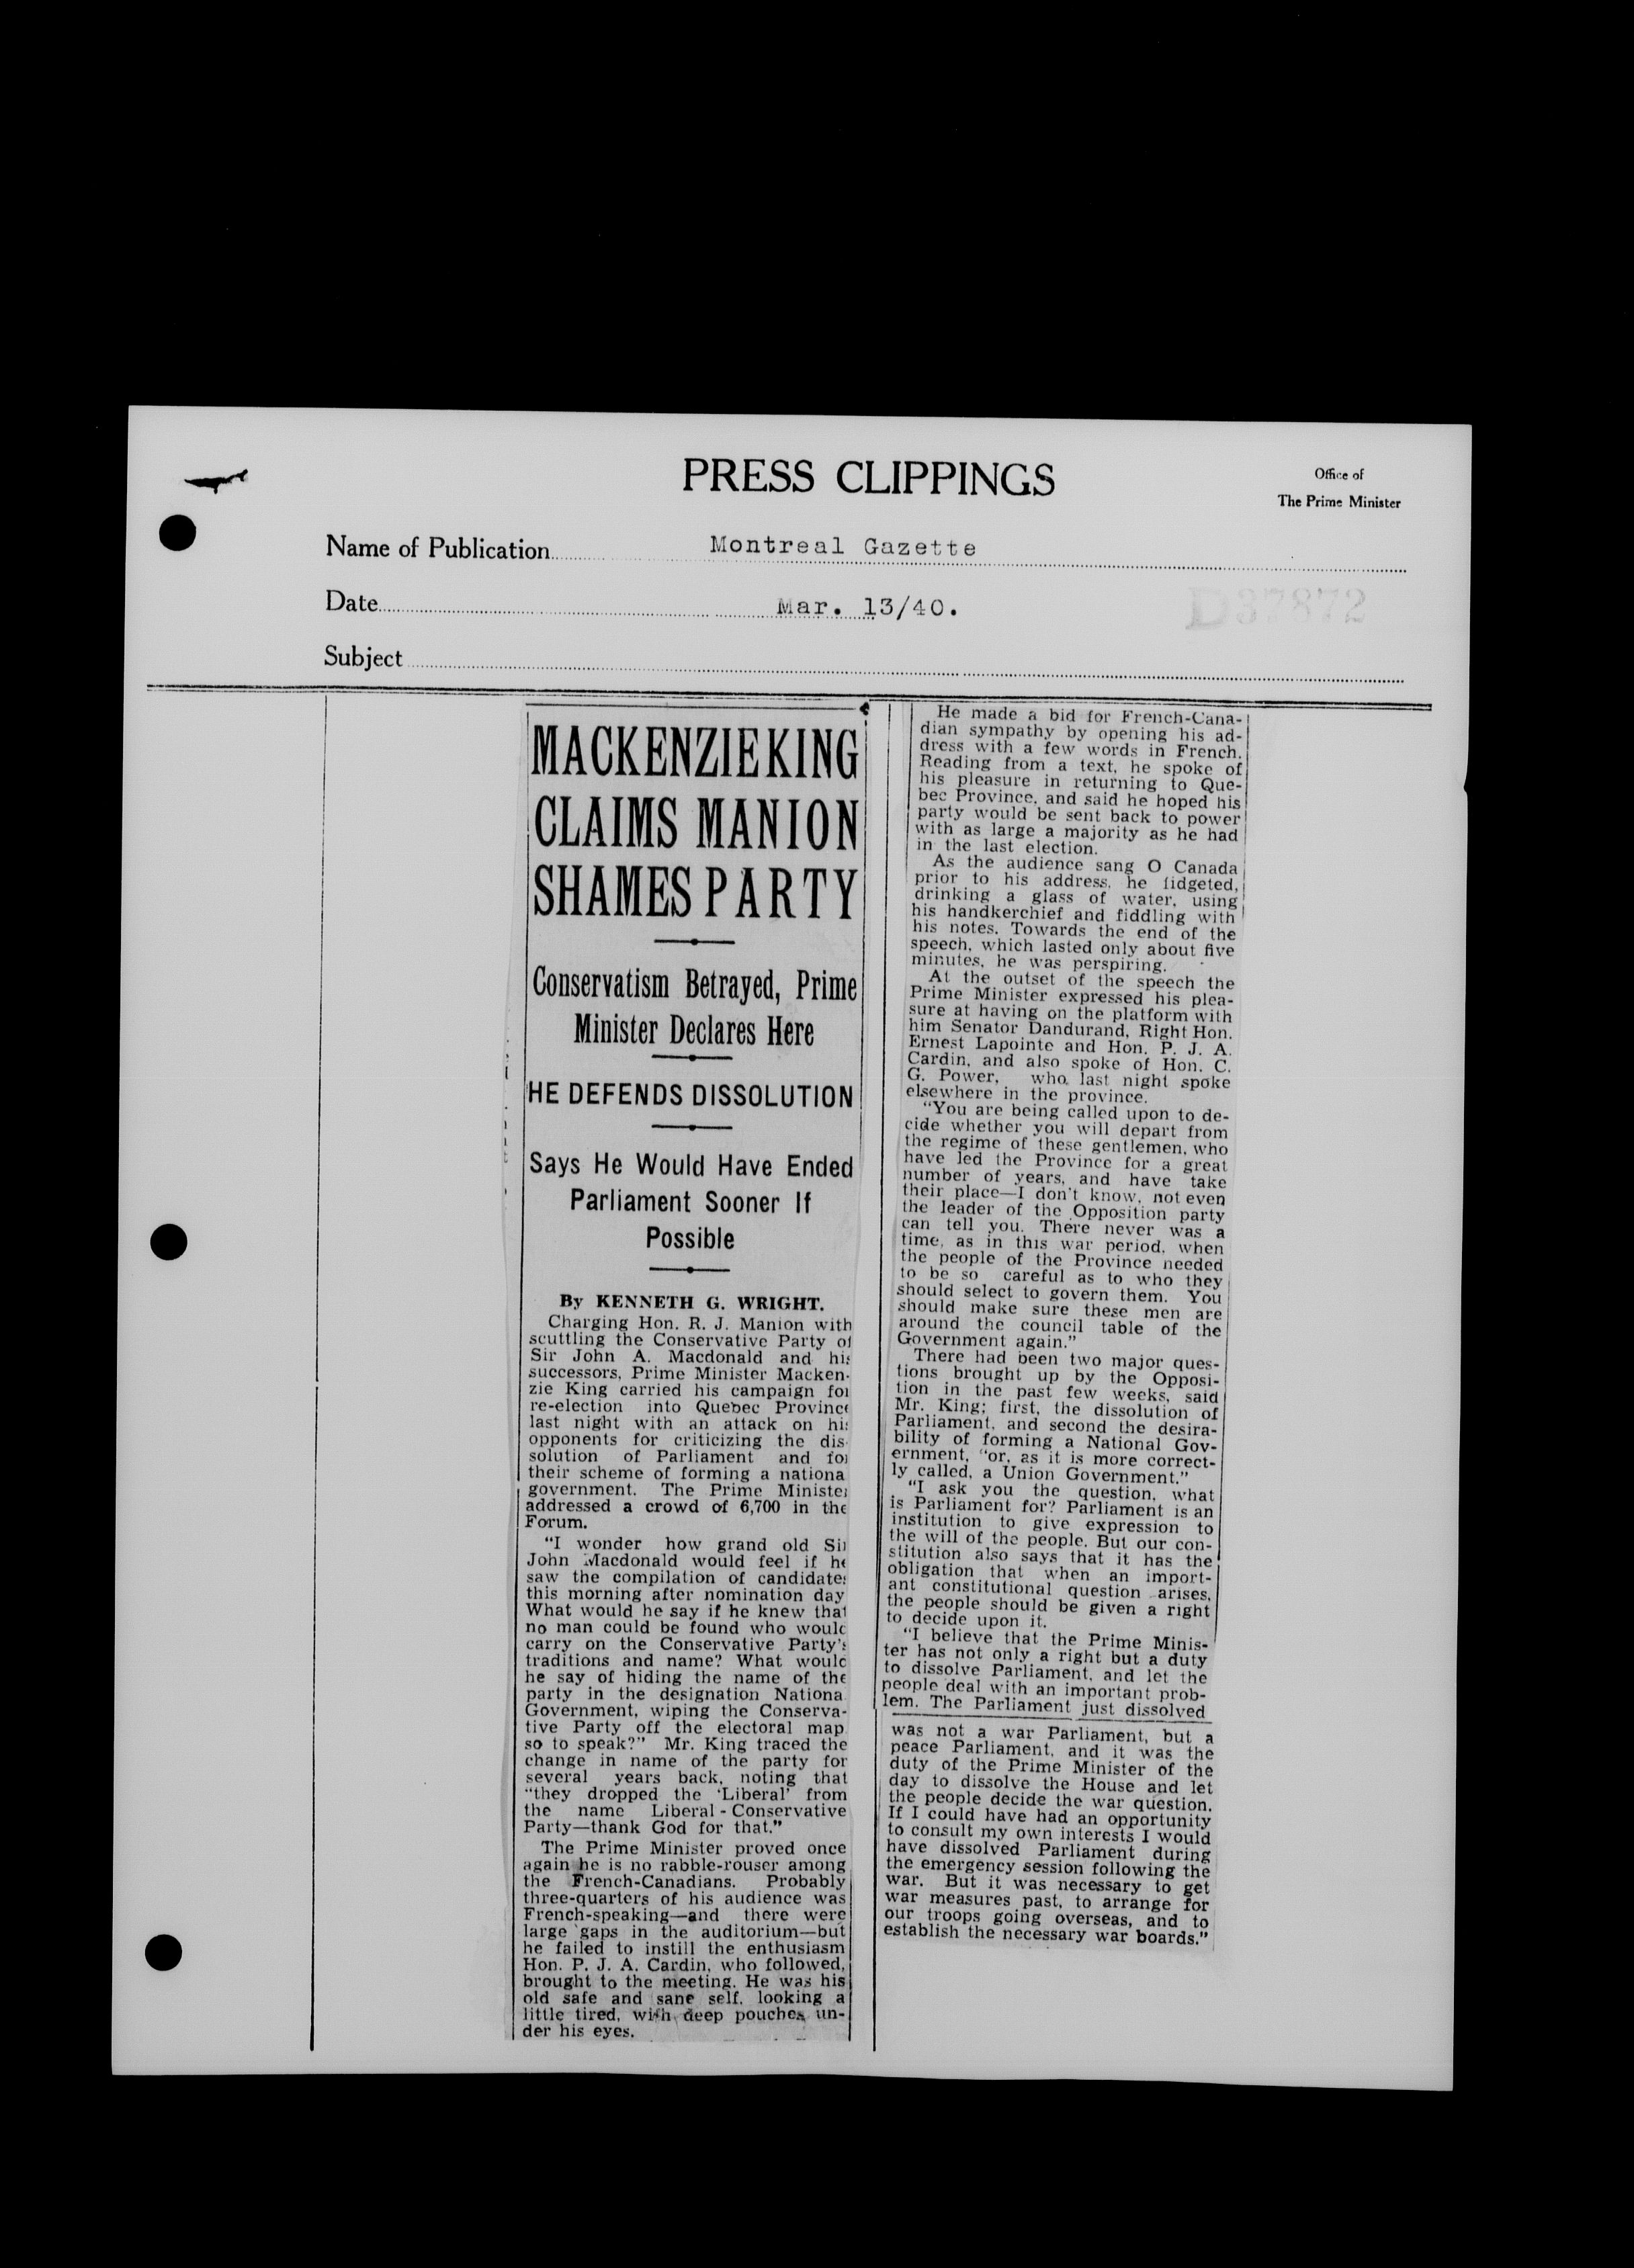 PRESS CLIPPINGS
Office of
The Prime Minister
Name of Publication Montreal Gazette
Date Mar. 13/40.
D37872
Subject
MACKENZIE KING
CLAIMS MANION
SHAMES PARTY
Conservatism Betrayed, Prime
Minister Declares Here
HE DEFENDS DISSOLUTION
Says He Would Have Ended
Parliament Sooner If
Possible
By KENNETH G. WRIGHT.
Charging Hon. R. J. Manion with
scuttling the Conservative Party of
Sir John A. Macdonald and his
successors, Prime Minister Macken-
zie King carried his campaign for
re-election into Quebec Province
last night with an attack on his
opponents for criticizing the dis-
solution of Parliament and for
their scheme of forming a nationa
government. The Prime Minister
addressed a crowd of 6,700 in the
Forum.
"I wonder how grand old Sir
John Macdonald would feel if he
saw the compilation of candidates
this morning after nomination day
What would he say if he knew that
no man could be found who would
carry on the Conservative Party's
traditions and name? What would
he say of hiding the name of the
party in the designation Nationa
Government, wiping the Conserva-
tive Party off the electoral map
so to speak?" Mr. King traced the
change in name of the party for
several years back, noting that
"they dropped the 'Liberal' from
the name Liberal-Conservative
Party—thank God for that."
The Prime Minister proved once
again he is no rabble-rouser among
the French-Canadians. Probably
three-quarters of his audience was
French-speaking—and there were
large gaps in the auditorium—but
he failed to instill the enthusiasm
Hon. P. J. A. Cardin, who followed,
brought to the meeting. He was his
old safe and sane self, looking a
little tired, with deep pouches un-
der his eyes.
He made a bid for French-Cana-
dian sympathy by opening his ad-
dress with a few words in French.
Reading from a text, he spoke of
his pleasure in returning to Que-
bec Province, and said he hoped his
party would be sent back to power
with as large a majority as he had
in the last election.
As the audience sang O Canada
prior to his address, he fidgeted,
drinking a glass of water, using
his handkerchief and fiddling with
his notes. Towards the end of the
speech, which lasted only about five
minutes, he was perspiring.
At the outset of the speech the
Prime Minister expressed his plea-
sure at having on the platform with
him Senator Dandurand, Right Hon.
Ernest Lapointe and Hon. P. J. A.
Cardin, and also spoke of Hon. C.
G. Power, who, last night spoke
elsewhere in the province.
"You are being called upon to de-
cide whether you will depart from
the regime of these gentlemen, who
have led the Province for a great
number of years, and have take
their place—I don't know, not even
the leader of the Opposition party
can tell you. There never was a
time, as in this war period, when
the people of the Province needed
to be so careful as to who they
should select to govern them. You
should make sure these men are
around the council table of the
Government again."
There had been two major ques-
tions brought up by the Opposi-
tion in the past few weeks, said
Mr. King; first, the dissolution of
Parliament, and second the desira-
bility of forming a National Gov-
ernment, "or, as it is more correct-
ly called, a Union Government."
"I ask you the question, what
is Parliament for? Parliament is an
institution to give expression to
the will of the people. But our con-
stitution also says that it has the
obligation that when an import-
ant constitutional question arises,
the people should be given a right
to decide upon it.
"I believe that the Prime Minis-
ter has not only a right but a duty
to dissolve Parliament, and let the
people deal with an important prob-
lem. The Parliament just dissolved
was not a war Parliament, but a
peace Parliament, and it was the
duty of the Prime Minister of the
day to dissolve the House and let
the people decide the war question.
If I could have had an opportunity
to consult my own interests I would
have dissolved Parliament during
the emergency session following the
war. But it was necessary to get
war measures past, to arrange for
our troops going overseas, and to
establish the necessary war boards."